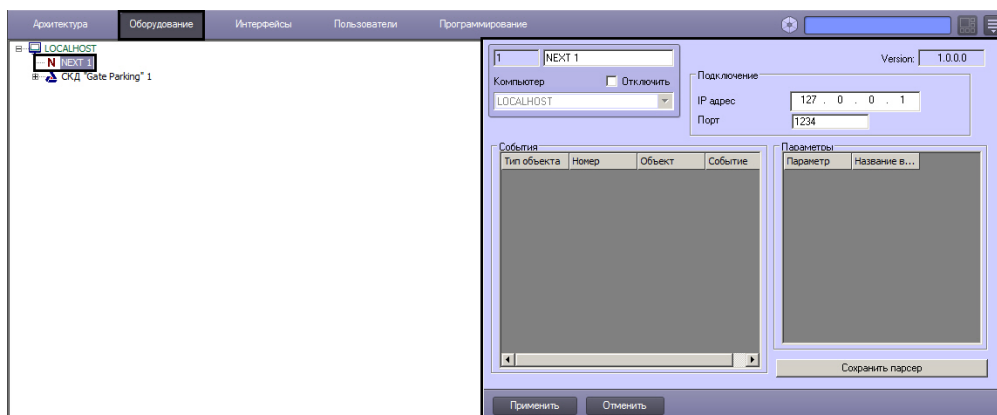 Архитектура Оборудование Интерфейсы Пользователи Программирование
LOCALHOST
N NEXT 1
СКД "Gate Parking" 1
1 NEXT 1
Version: 1.0.0.0
Компьютер Отключить
LOCALHOST
Подключение
IP адрес 127 . 0 . 0 . 1
Порт 1234
События
Тип объекта Номер Объект Событие
Параметры
Параметр Название в...
Сохранить парсер
Применить Отменить